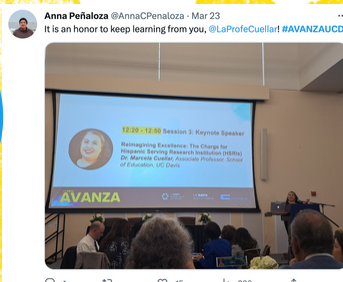 Anna Peñaloza @AnnaCPenaloza · Mar 23
It is an honor to keep learning from you, @LaProfeCuellar! #AVANZAUCD
12:20 - 12:50 Session 3: Keynote Speaker
Reimagining Excellence: The Charge for
Hispanic Serving Research Institution (HSRIs)
Dr. Marcela Cuellar, Associate Professor, School
of Education, UC Davis
AVANZA